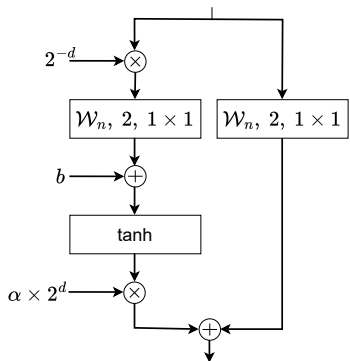 2^{-d} ×
𝒲_n, 2, 1 × 1 𝒲_n, 2, 1 × 1
b +
tanh
α × 2^d ×
+